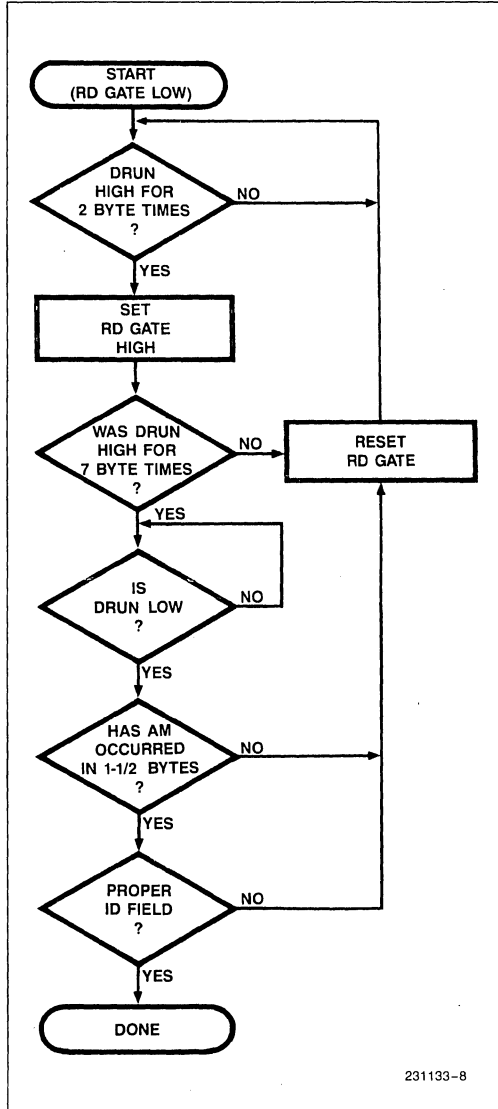 START
(RD GATE LOW)
DRUN
HIGH FOR
2 BYTE TIMES
?
NO
YES
SET
RD GATE
HIGH
WAS DRUN
HIGH FOR
7 BYTE TIMES
?
NO
RESET
RD GATE
YES
IS
DRUN LOW
?
NO
YES
HAS AM
OCCURRED
IN 1-1/2 BYTES
?
NO
YES
PROPER
ID FIELD
?
NO
YES
DONE
231133-8